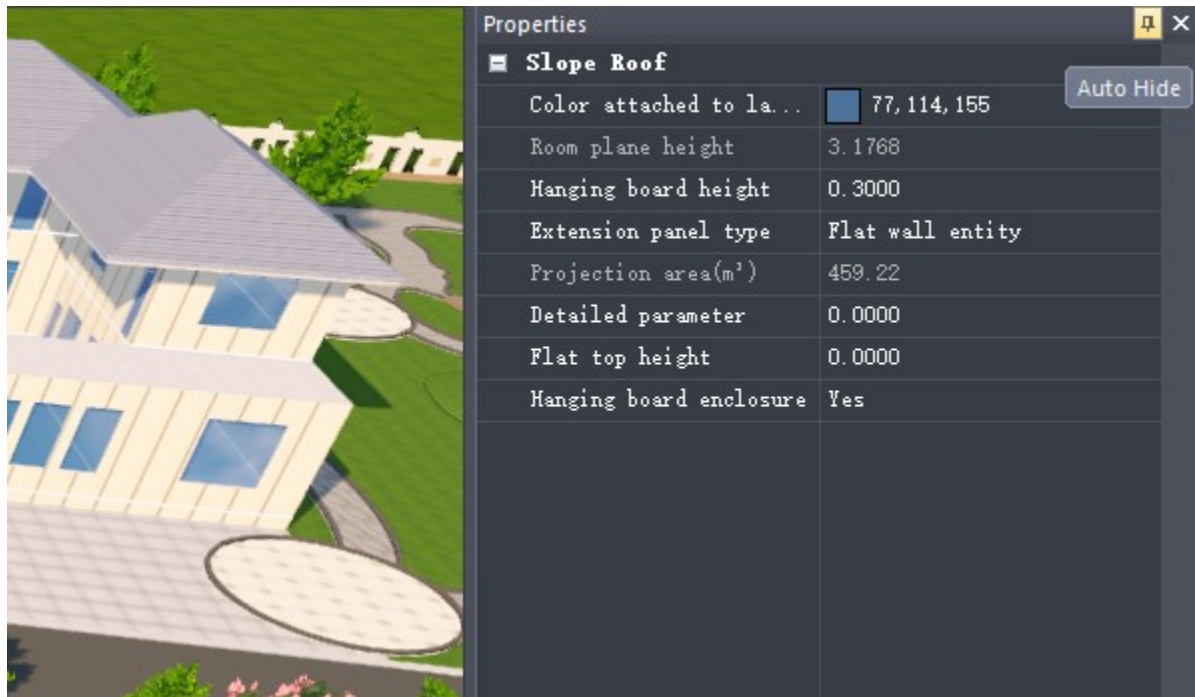 Properties
Slope Roof
Auto Hide
Color attached to la... 77,114,155
Room plane height 3.1768
Hanging board height 0.3000
Extension panel type Flat wall entity
Projection area(m²) 459.22
Detailed parameter 0.0000
Flat top height 0.0000
Hanging board enclosure Yes